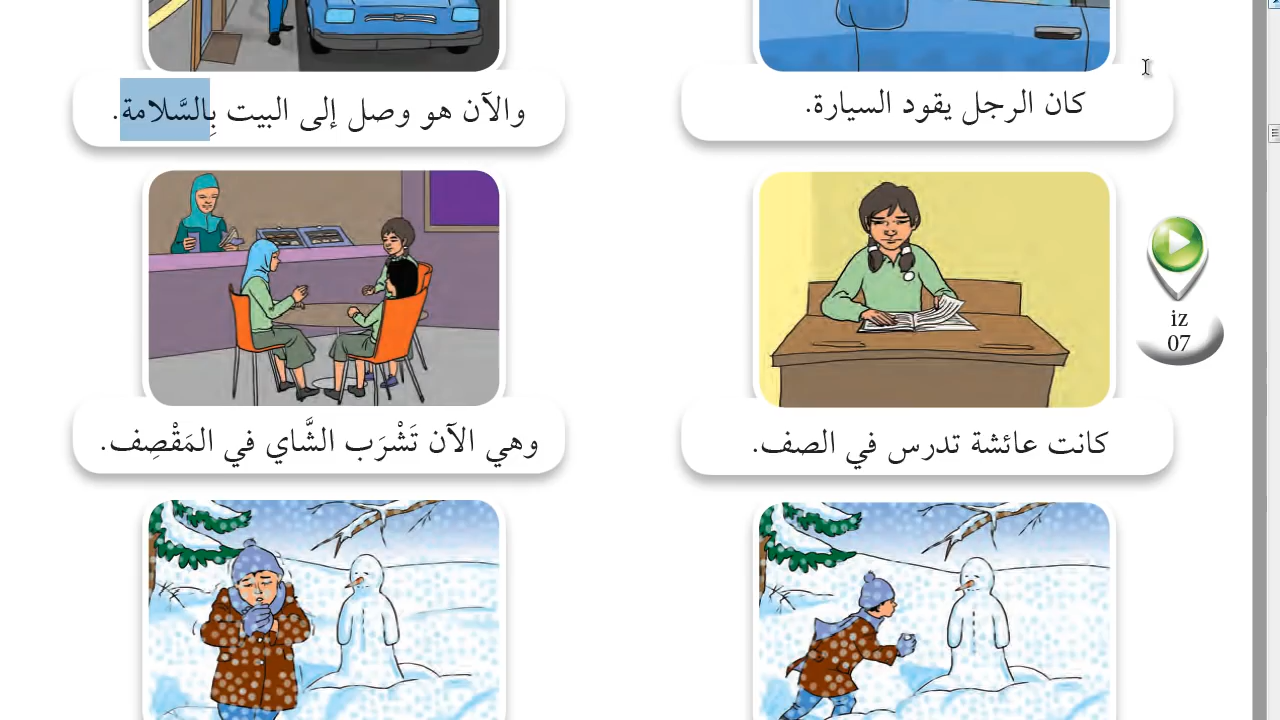 كان الرجل يقود السيارة.
والآن هو وصل إلى البيت بِالسَّلامة.
كانت عائشة تدرس في الصف.
وهي الآن تَشْرَب الشَّاي في المَقْصِف.
iz
07